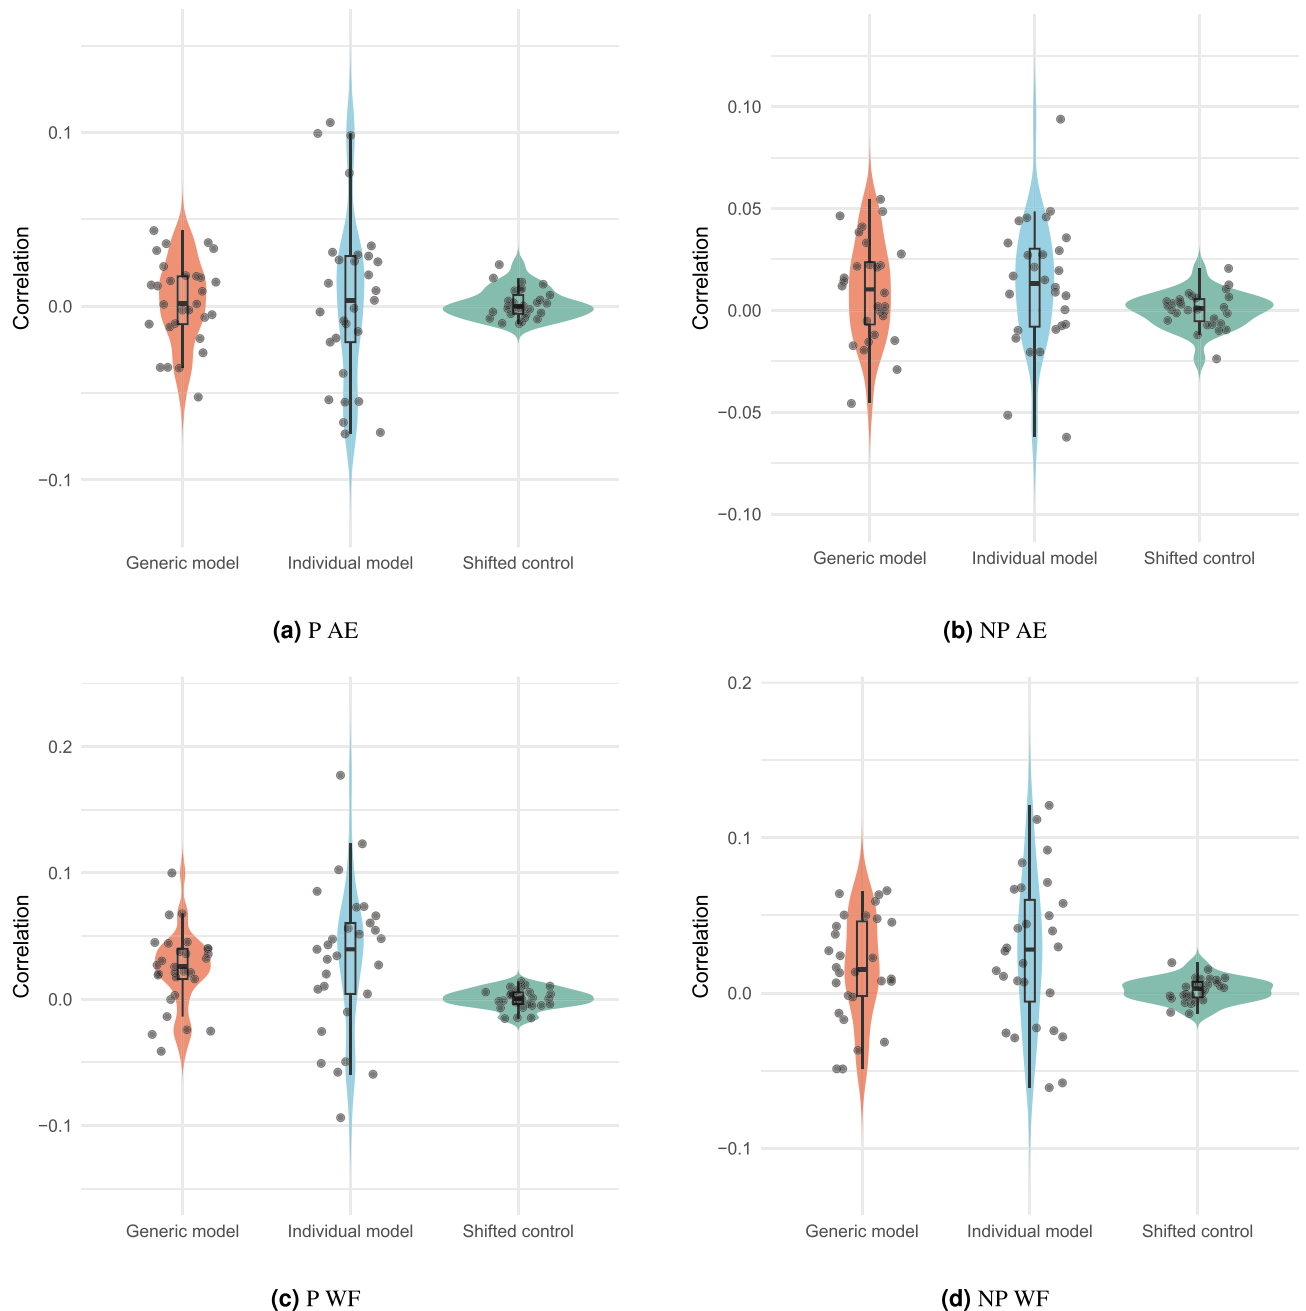 Correlation
0.1
0.0
−0.1
Generic model Individual model Shifted control
(a) P AE
Correlation
0.10
0.05
0.00
−0.05
−0.10
Generic model Individual model Shifted control
(b) NP AE
Correlation
0.2
0.1
0.0
−0.1
Generic model Individual model Shifted control
(c) P WF
Correlation
0.2
0.1
0.0
−0.1
Generic model Individual model Shifted control
(d) NP WF